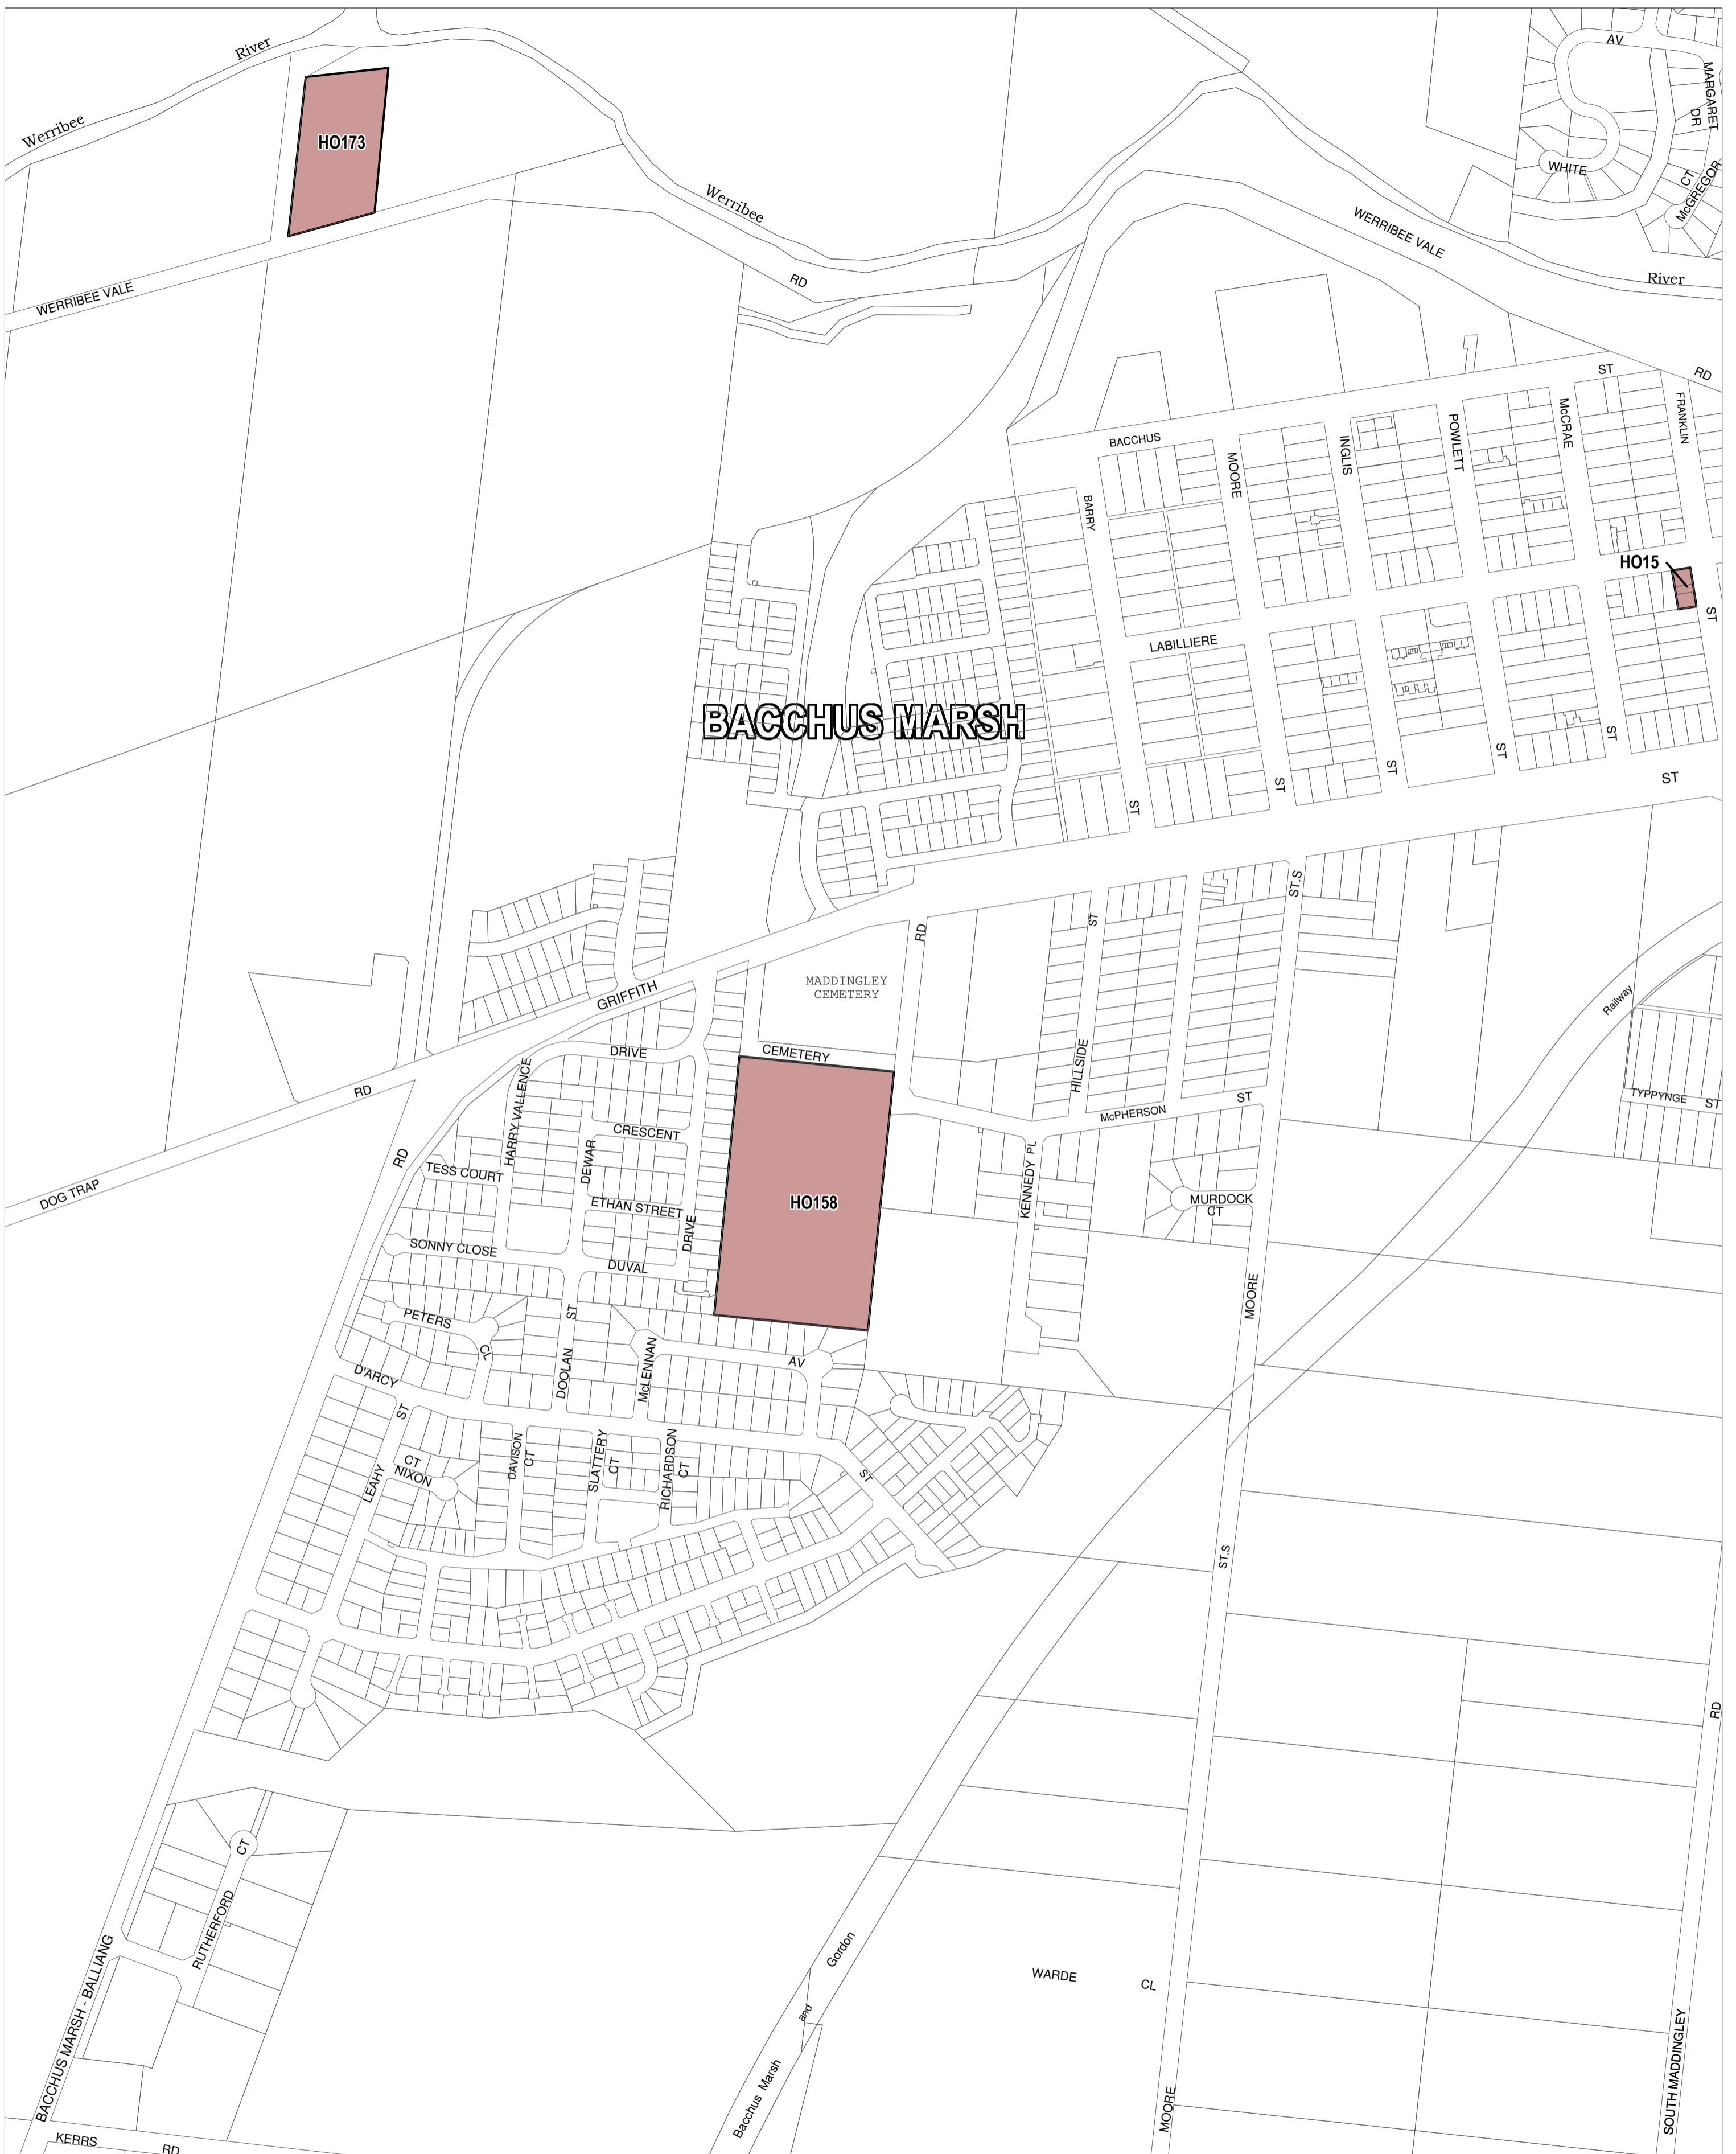 River
Werribee
HO173
Werribee
WERRIBEE VALE
RD
AV
MARGARET
DR
WHITE
CT
McGREGOR
WERRIBEE VALE
River
RD
ST
BACCHUS
BARRY
MOORE
INGLIS
POWLETT
McCRAE
FRANKLIN
HO15
ST
LABILLIERE
BACCHUS MARSH
ST
ST
ST
ST
ST
ST
ST.S
ST
RD
MADDINGLEY
CEMETERY
GRIFFITH
CEMETERY
DRIVE
RD
DOG TRAP
RD
HARRY VALLENCE
CRESCENT
DEWAR
TESS COURT
ETHAN STREET
DRIVE
SONNY CLOSE
DUVAL
HO158
HILLSIDE
McPHERSON
ST
KENNEDY PL
MURDOCK
CT
Railway
TYPPYNGE
ST
MOORE
PETERS
CL
ST
DOOLAN
McLENNAN
AV
D'ARCY
ST
LEAHY
CT
NIXON
DAVISON
CT
SLATTERY
CT
RICHARDSON
CT
ST
ST.S
RD
CT
RUTHERFORD
BACCHUS MARSH - BALLIANG
Gordon
and
Bacchus Marsh
WARDE
CL
MOORE
SOUTH MADDINGLEY
KERRS
RD